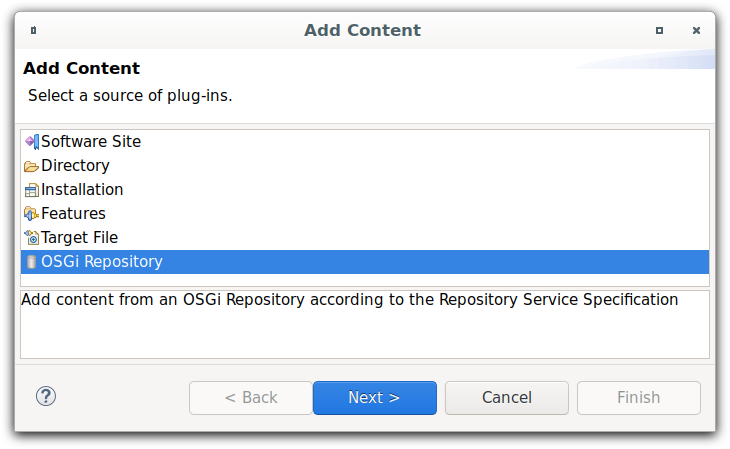 Add Content
Add Content
Select a source of plug-ins.
Software Site
Directory
Installation
Features
Target File
OSGi Repository
Add content from an OSGi Repository according to the Repository Service Specification
? < Back Next > Cancel Finish